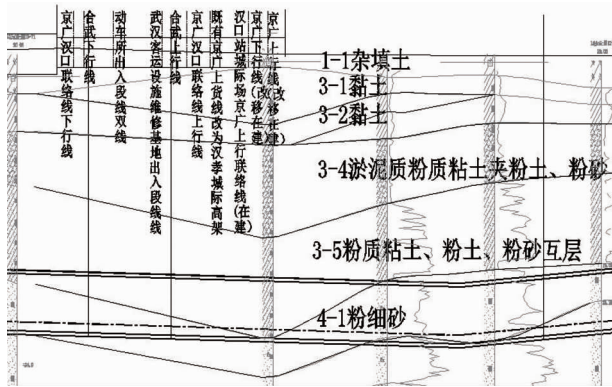 京广汉口联络线下行线
合武下行线
动车所出入段线双线
武汉客运设施维修基地出入段线线
合武上行线
京广汉口联络线上行线
既有京广上货线改为汉孝城际高架
汉口站城际场京广上行联络线(在建)
京广下行线(改移在建)
京广上行线(改移在建)
1-1杂填土
3-1黏土
3-2黏土
3-4淤泥质粉质粘土夹粉土、粉砂
3-5粉质粘土、粉土、粉砂互层
4-1粉细砂